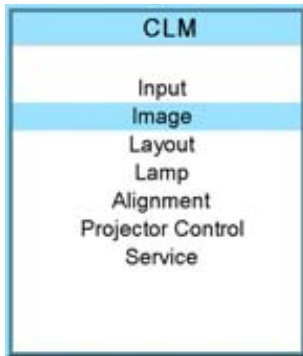 CLM
Input
Image
Layout
Lamp
Alignment
Projector Control
Service